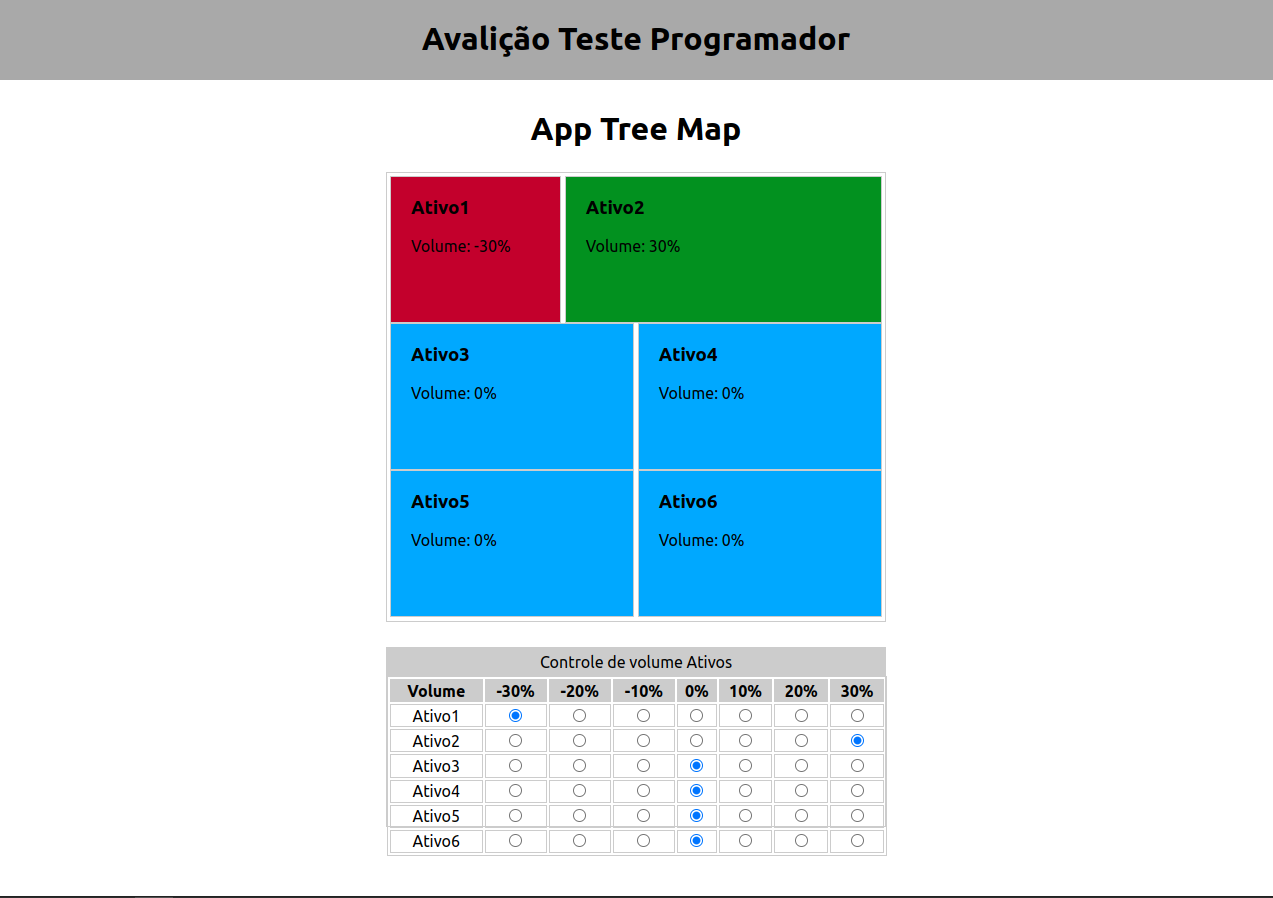 Avalição Teste Programador
App Tree Map
Ativo1 Ativo2
Volume: -30% Volume: 30%
Ativo3 Ativo4
Volume: 0% Volume: 0%
Ativo5 Ativo6
Volume: 0% Volume: 0%
Controle de volume Ativos
Volume -30% -20% -10% 0% 10% 20% 30%
Ativo1
Ativo2
Ativo3
Ativo4
Ativo5
Ativo6